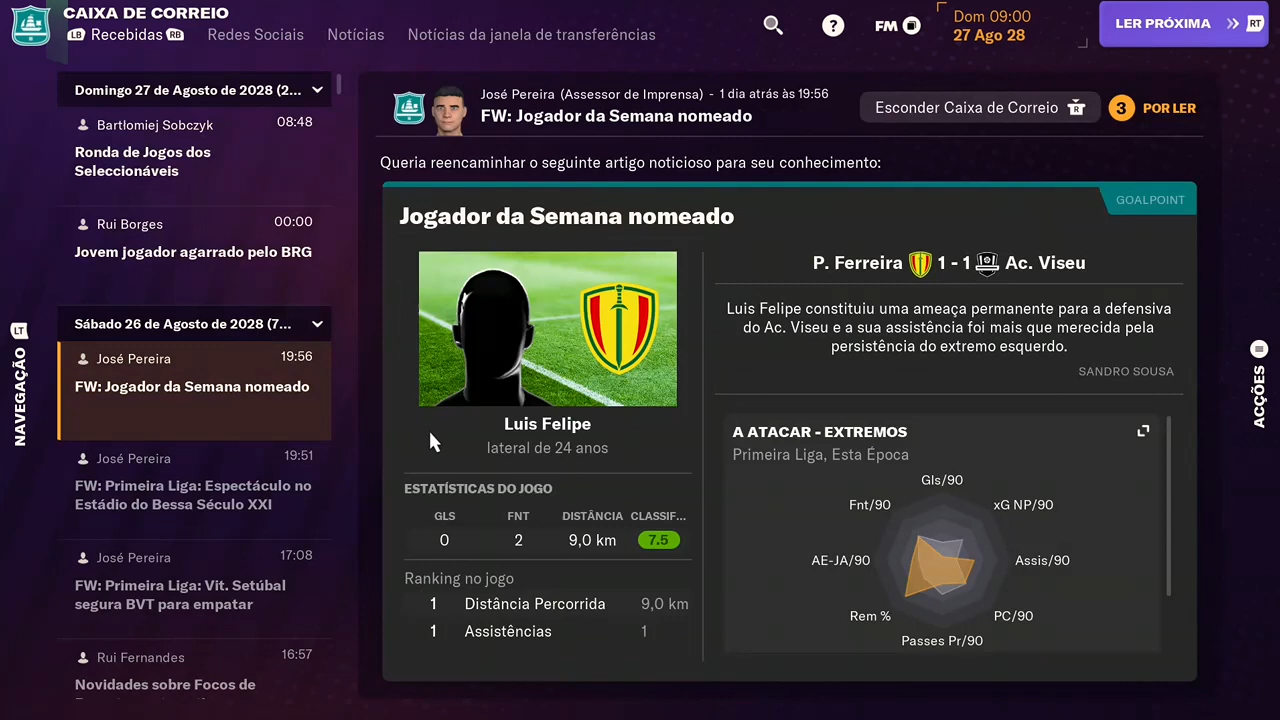 CAIXA DE CORREIO
LB Recebidas RB Redes Sociais Notícias Notícias da janela de transferências
? FM
Dom 09:00
27 Ago 28
LER PRÓXIMA RT
LT
NAVEGAÇÃO
Domingo 27 de Agosto de 2028 (2...
Bartłomiej Sobczyk 08:48
Ronda de Jogos dos
Seleccionáveis
Rui Borges 00:00
Jovem jogador agarrado pelo BRG
Sábado 26 de Agosto de 2028 (7...
José Pereira 19:56
FW: Jogador da Semana nomeado
José Pereira 19:51
FW: Primeira Liga: Espectáculo no
Estádio do Bessa Século XXI
José Pereira 17:08
FW: Primeira Liga: Vit. Setúbal
segura BVT para empatar
Rui Fernandes 16:57
Novidades sobre Focos de
José Pereira (Assessor de Imprensa) - 1 dia atrás às 19:56
FW: Jogador da Semana nomeado
Esconder Caixa de Correio R
3 POR LER
Queria reencaminhar o seguinte artigo noticioso para seu conhecimento:
GOALPOINT
Jogador da Semana nomeado
Luis Felipe
lateral de 24 anos
ESTATÍSTICAS DO JOGO
GLS FNT DISTÂNCIA CLASSIF...
0 2 9,0 km 7.5
Ranking no jogo
1 Distância Percorrida 9,0 km
1 Assistências 1
P. Ferreira 1 - 1 Ac. Viseu
Luis Felipe constituiu uma ameaça permanente para a defensiva
do Ac. Viseu e a sua assistência foi mais que merecida pela
persistência do extremo esquerdo.
SANDRO SOUSA
A ATACAR - EXTREMOS
Primeira Liga, Esta Época
Gls/90
Fnt/90 xG NP/90
AE-JA/90 Assis/90
Rem % PC/90
Passes Pr/90
ACÇÕES